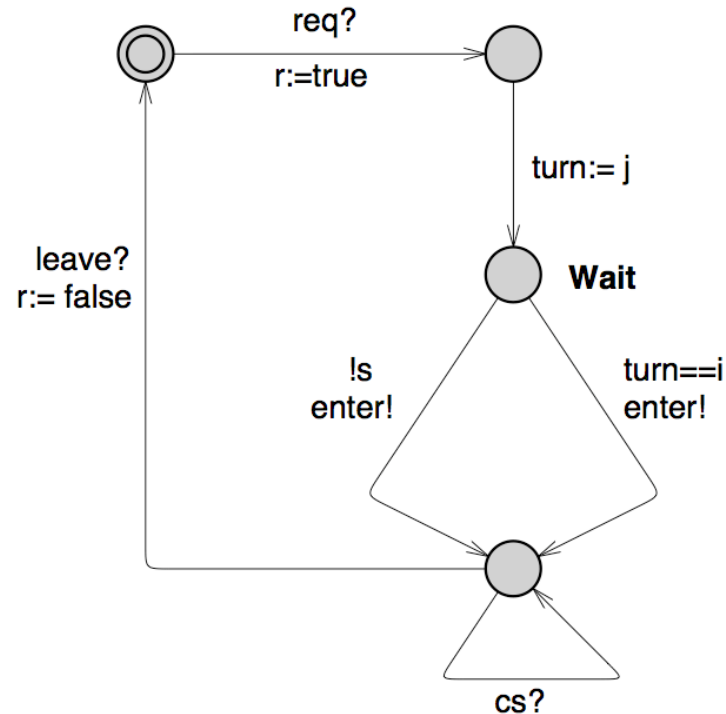 req?
r:=true
turn:= j
leave?
r:= false
Wait
!s
enter!
turn==i
enter!
cs?